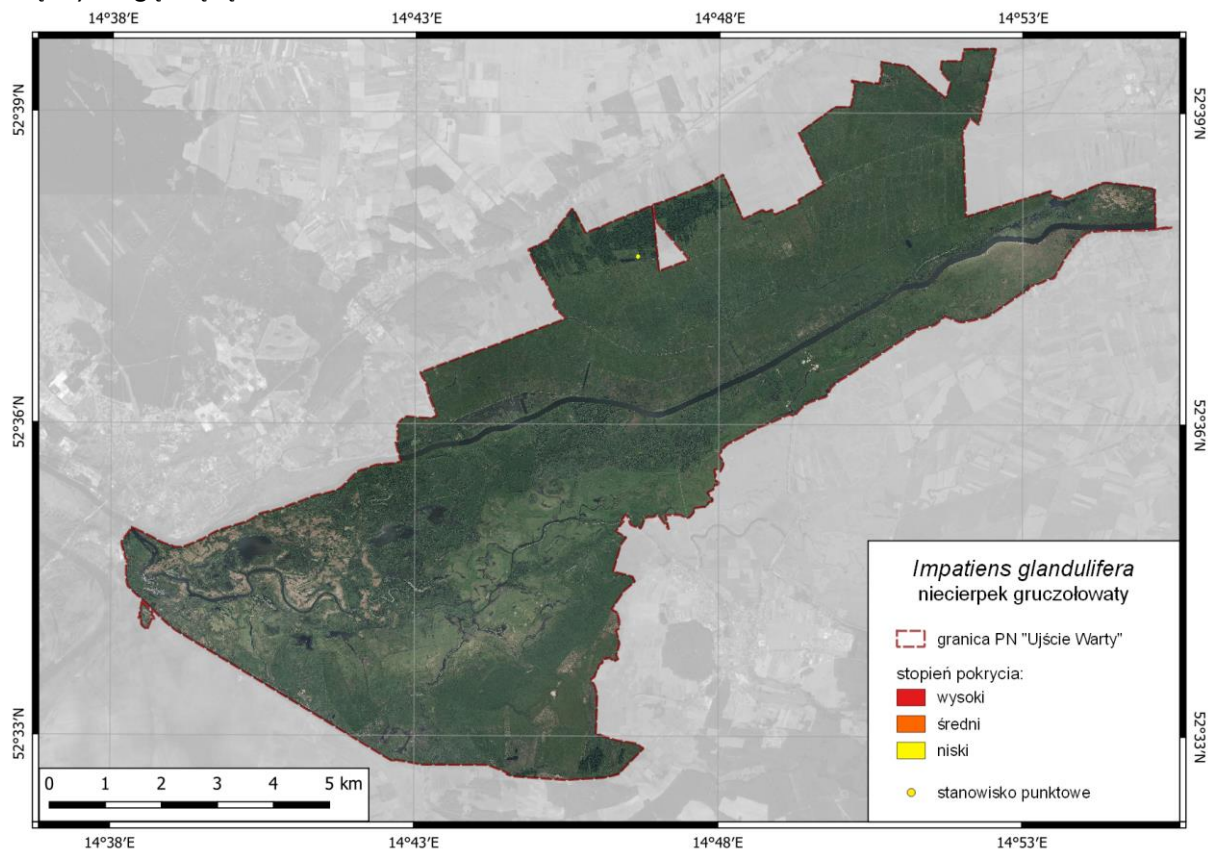 14°38'E 14°43'E 14°48'E 14°53'E
52°39'N 52°39'N
52°36'N 52°36'N
52°33'N 52°33'N
Impatiens glandulifera
niecierpek gruczołowaty
granica PN "Ujście Warty"
stopień pokrycia:
wysoki
średni
niski
stanowisko punktowe
0 1 2 3 4 5 km
14°38'E 14°43'E 14°48'E 14°53'E